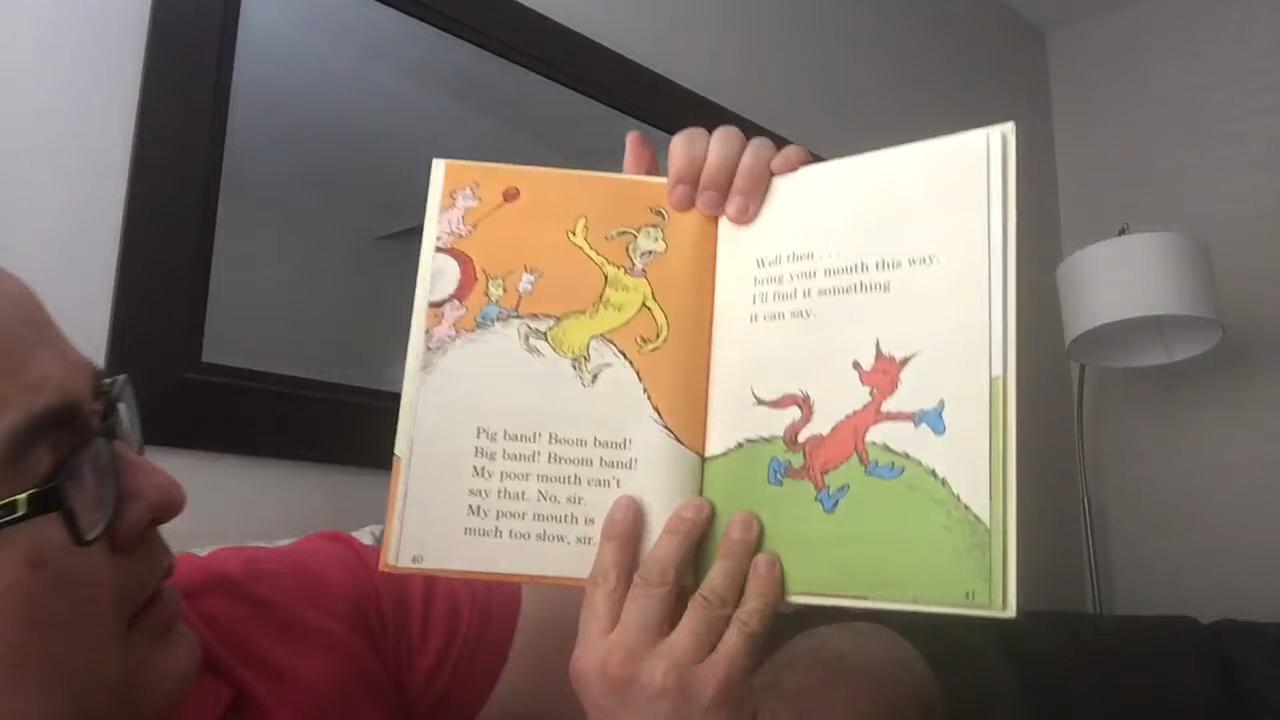 Pig band! Boom band!
Big band! Broom band!
My poor mouth can't
say that. No, sir.
My poor mouth is
much too slow, sir.
40
Well then . . .
bring your mouth this way.
I'll find it something
it can say.
41